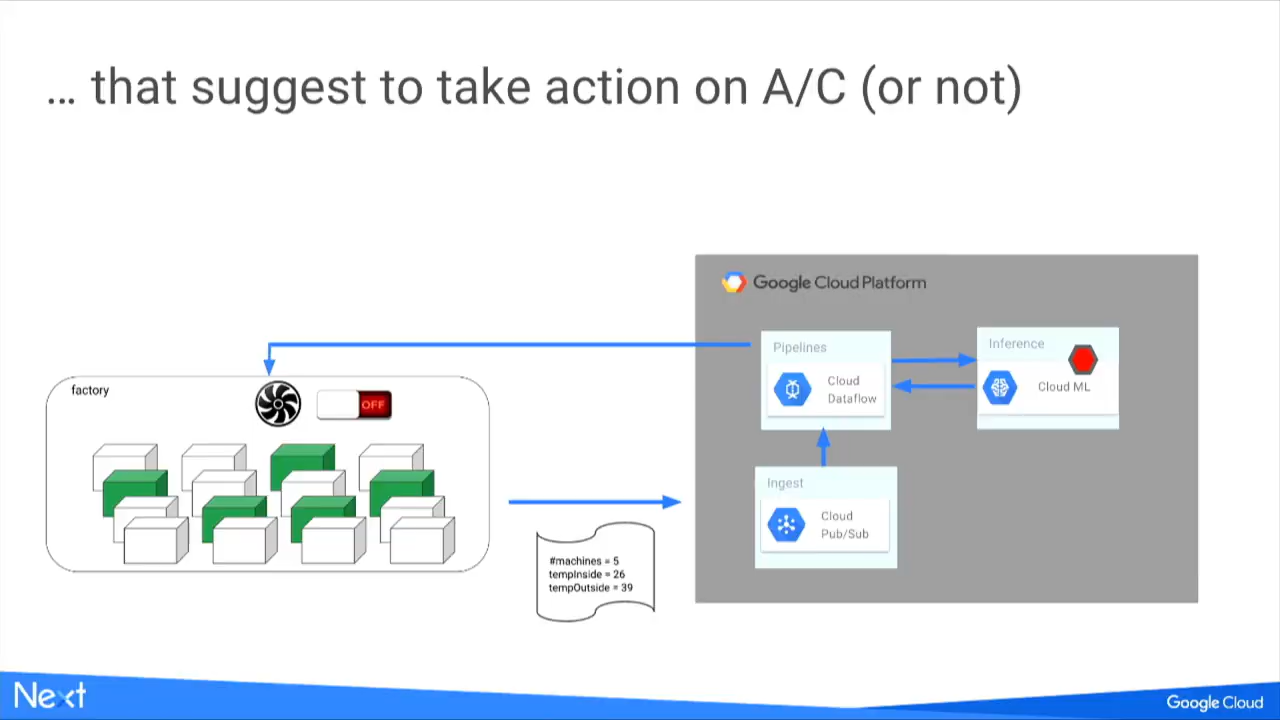 … that suggest to take action on A/C (or not)
Google Cloud Platform
Pipelines
Cloud
Dataflow
Inference
Cloud ML
factory
OFF
Ingest
Cloud
Pub/Sub
#machines = 5
tempInside = 26
tempOutside = 39
Next
Google Cloud